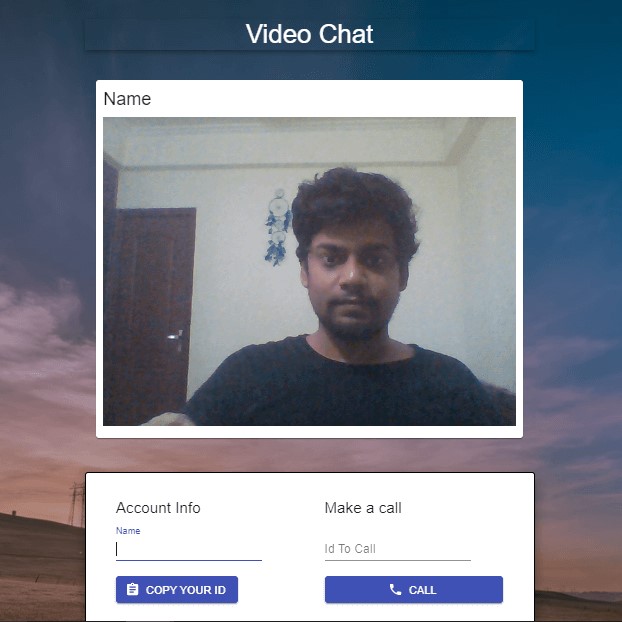 Video Chat
Name
Account Info
Make a call
Name
Id To Call
COPY YOUR ID
CALL